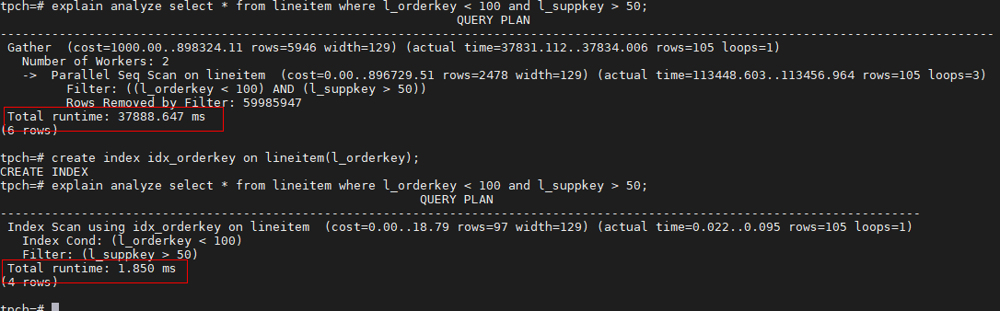 tpch=# explain analyze select * from lineitem where l_orderkey < 100 and l_suppkey > 50;
QUERY PLAN
---------------------------------------------------------------------------------------------------------------------------------------
Gather  (cost=1000.00..898324.11 rows=5946 width=129) (actual time=37831.112..37834.006 rows=105 loops=1)
Number of Workers: 2
->  Parallel Seq Scan on lineitem  (cost=0.00..896729.51 rows=2478 width=129) (actual time=113448.603..113456.964 rows=105 loops=3)
Filter: ((l_orderkey < 100) AND (l_suppkey > 50))
Rows Removed by Filter: 59985947
Total runtime: 37888.647 ms
(6 rows)
tpch=# create index idx_orderkey on lineitem(l_orderkey);
CREATE INDEX
tpch=# explain analyze select * from lineitem where l_orderkey < 100 and l_suppkey > 50;
QUERY PLAN
-----------------------------------------------------------------------------------------------------------------------------
Index Scan using idx_orderkey on lineitem  (cost=0.00..18.79 rows=97 width=129) (actual time=0.022..0.095 rows=105 loops=1)
Index Cond: (l_orderkey < 100)
Filter: (l_suppkey > 50)
Total runtime: 1.850 ms
(4 rows)
tpch=#